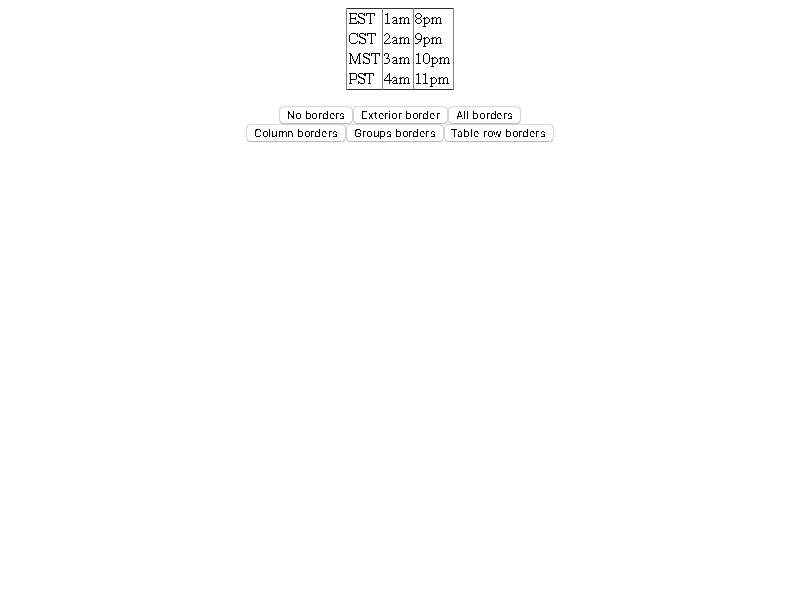 EST 1am 8pm
CST 2am 9pm
MST 3am 10pm
PST 4am 11pm
No borders Exterior border All borders
Column borders Groups borders Table row borders